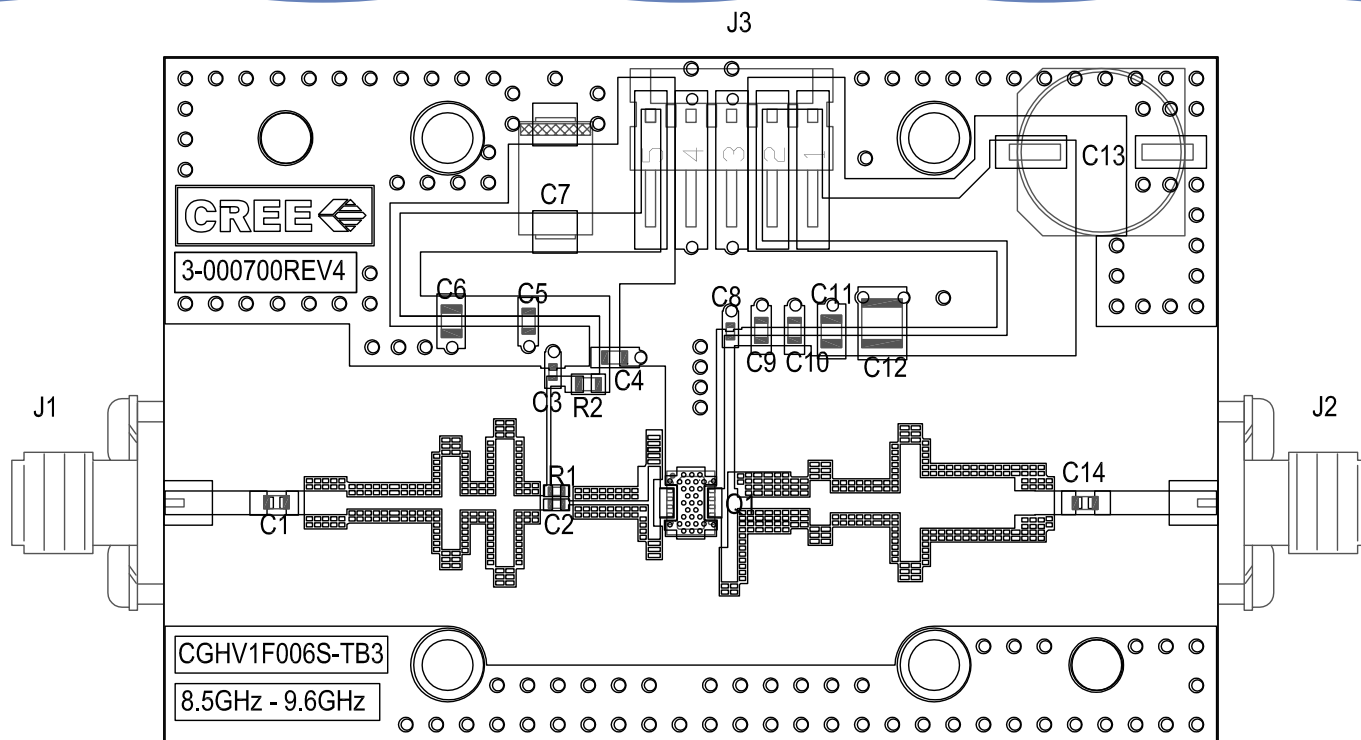 J3
5 4 3 2 1
C13
C7
CREE
3-000700REV4
C6
C5
C8
C11
C9
C10
C12
C4
C3
R2
J1
J2
R1
C2
C1
Q1
C14
CGHV1F006S-TB3
8.5GHz - 9.6GHz